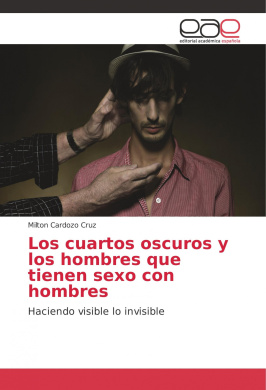 eae
editorial académica española
Milton Cardozo Cruz
Los cuartos oscuros y
los hombres que
tienen sexo con
hombres
Haciendo visible lo invisible